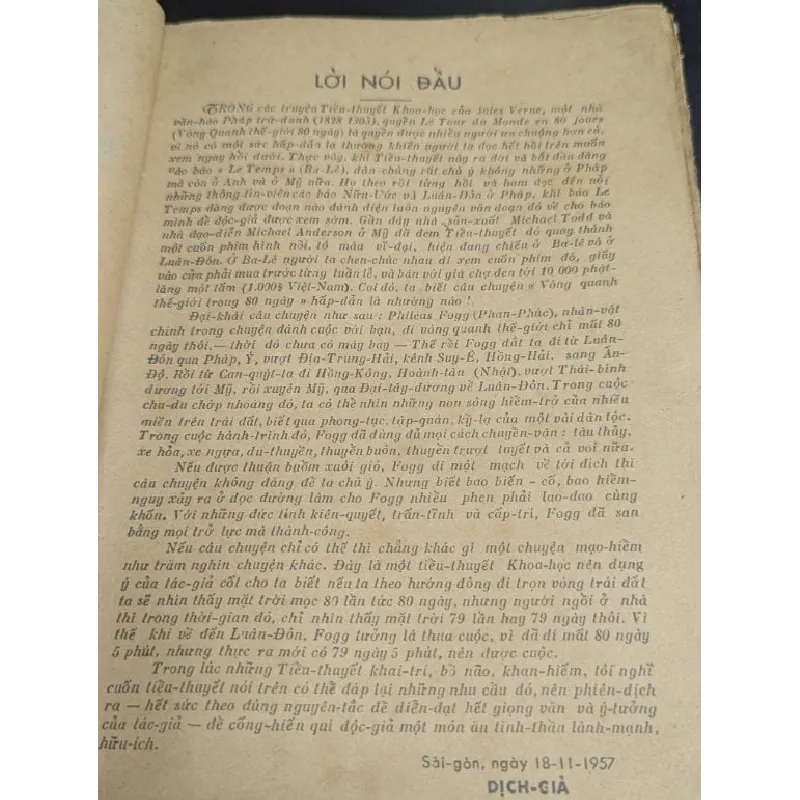 LỜI NÓI ĐẦU
TRONG các truyện Tiều-thuyết Khoa-học của Jules Verne, một nhà
văn-hào Pháp trứ-danh (1828 1905), quyền Le Tour du Monde en 80 jours
(Vòng Quanh thế-giới 80 ngày) là quyền được nhiều người ưa chuộng hơn cả,
vì nó có một sức hấp-dẫn lạ thường khiến người ta đọc hết hồi trên muốn
xem ngay hồi dưới. Thực vậy, khi Tiều-thuyết này ra đời và bắt đầu đăng
vào báo « Le Temps » (Ba-Lê), dân-chúng rất chú ý không những ở Pháp
mà còn ở Anh và ở Mỹ nữa. Họ theo rõi từng hồi và ham đọc đến nỗi
những thông-tin-viên các báo Nữu-Ước và Luân-Đôn ở Pháp, khi báo Le
Temps đăng được đoạn nào đánh điện luôn nguyên văn đoạn đó về cho báo
mình để độc-giả được xem sớm. Gần đây nhà sản-xuất Michael Todd và
nhà đạo-diễn Michael Anderson ở Mỹ đã đem Tiều-thuyết đó quay thành
một cuốn phim hình nổi, tô màu vĩ-đại, hiện đang chiếu ở Ba-lê và ở
Luân-Đôn. Ở Ba-Lê người ta chen-chúc nhau đi xem cuốn phim đó, giấy
vào cửa phải mua trước từng tuần lễ, và bán với giá chợ đen tới 10.000 phật-
lăng một tấm (1.000$ Việt-Nam). Coi đó, ta biết câu chuyện « Vòng quanh
thế-giới trong 80 ngày » hấp-dẫn là nhường nào !
Đại-khái câu chuyện như sau : Phileas Fogg (Phan-Phác), nhân-vật
chính trong chuyện đánh cuộc với bạn, đi vòng quanh thế-giới chỉ mất 80
ngày thôi,— thời đó chưa có máy bay — Thế rồi Fogg dắt ta đi từ Luân-
Đôn qua Pháp, Ý, vượt Địa-Trung-Hải, kênh Suy-Ê, Hồng-Hải, sang Ấn-
Độ. Rồi từ Can-quýt-ta đi Hồng-Kông, Hoành-tân (Nhật), vượt Thái-bình
dương tới Mỹ, rồi xuyên Mỹ, qua Đại-tây-dương về Luân-Đôn. Trong cuộc
chu-du chớp nhoáng đó, ta có thể nhìn những non sông hiểm-trở của nhiều
miền trên trái đất, biết qua phong-tục, tập-quán, kỳ-lạ của một vài dân tộc.
Trong cuộc hành-trình đó, Fogg đã dùng đủ mọi cách chuyển-vận : tàu thủy,
xe hỏa, xe ngựa, du-thuyền, thuyền buồn, thuyền trượt tuyết và cả voi nữa.
Nếu được thuận buồm xuôi gió, Fogg đi một mạch về tới đích thì
câu chuyện không đáng để ta chú ý. Nhưng biết bao biến - cố, bao hiểm-
nguy xảy ra ở dọc đường làm cho Fogg nhiều phen phải lao-đao cùng
khốn. Với những đức tính kiên-quyết, trấn-tĩnh và cấp-trí, Fogg đã san
bằng mọi trở lực mà thành-công.
Nếu câu chuyện chỉ có thế thì chẳng khác gì một chuyện mạo-hiểm
như trăm nghìn chuyện khác. Đây là một tiều-thuyết Khoa-học nên dụng
ý của tác-giả cốt cho ta biết nếu ta theo hướng đông đi trọn vòng trái đất
ta sẽ nhìn thấy mặt trời mọc 80 lần tức 80 ngày, nhưng người ngồi ở nhà
thì trong thời-gian đó, chỉ nhìn thấy mặt trời 79 lần hay 79 ngày thôi. Vì
thế khi về đến Luân-Đôn, Fogg tưởng là thua cuộc, vì đã đi mất 80 ngày
5 phút, nhưng thực ra mới có 79 ngày 5 phút, nên được cuộc.
Trong lúc những Tiều-thuyết khai-trí, bổ não, khan-hiếm, tôi nghĩ
cuốn tiều-thuyết nói trên có thể đáp lại những nhu cầu đó, nên phiên-dịch
ra — hết sức theo đúng nguyên-tắc để diễn-đạt hết giọng văn và ý-tưởng
của tác-giả — để cống-hiến quí độc-giả một món ăn tinh-thần lành-mạnh,
hữu-ích.
Sài-gòn, ngày 18-11-1957
DỊCH-GIẢ